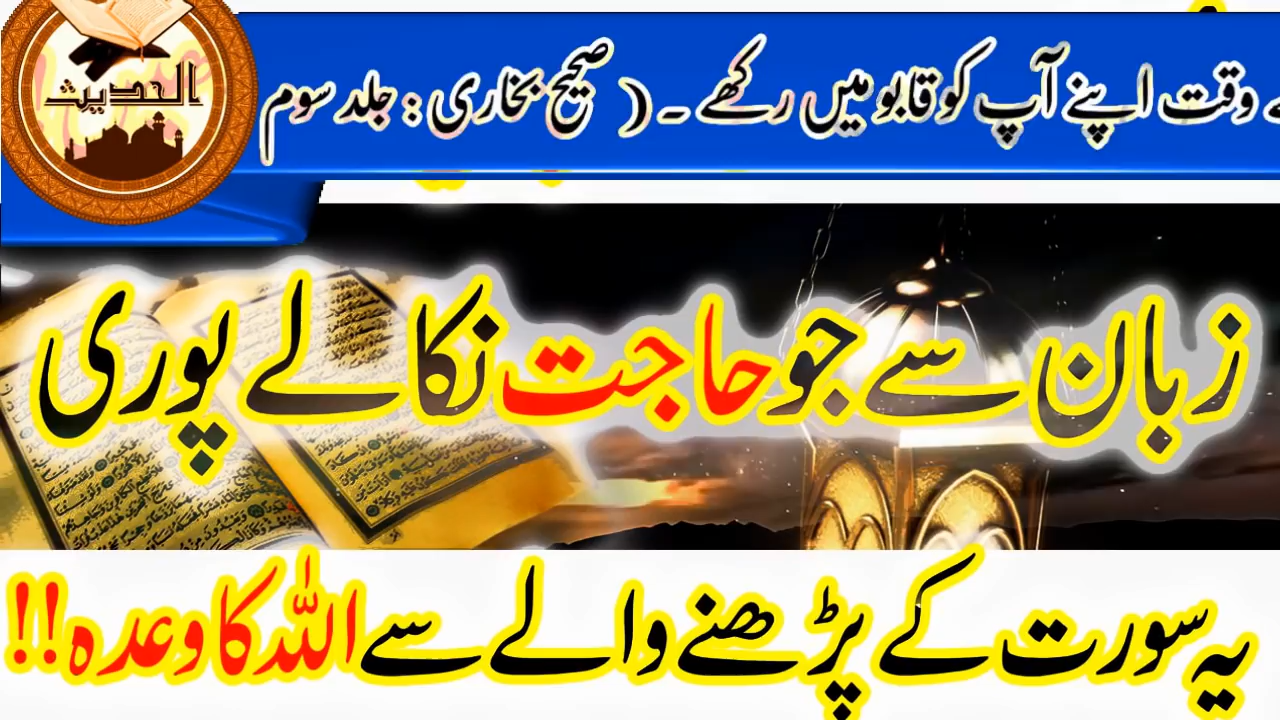 وقت اپنے آپ کو قابو میں رکھے ۔ ( صحیح بخاری : جلد سوم
الحدیث
زبان سے جو حاجت نکالے پوری
یہ سورت کے پڑھنے والے سے اللہ کا وعدہ!!